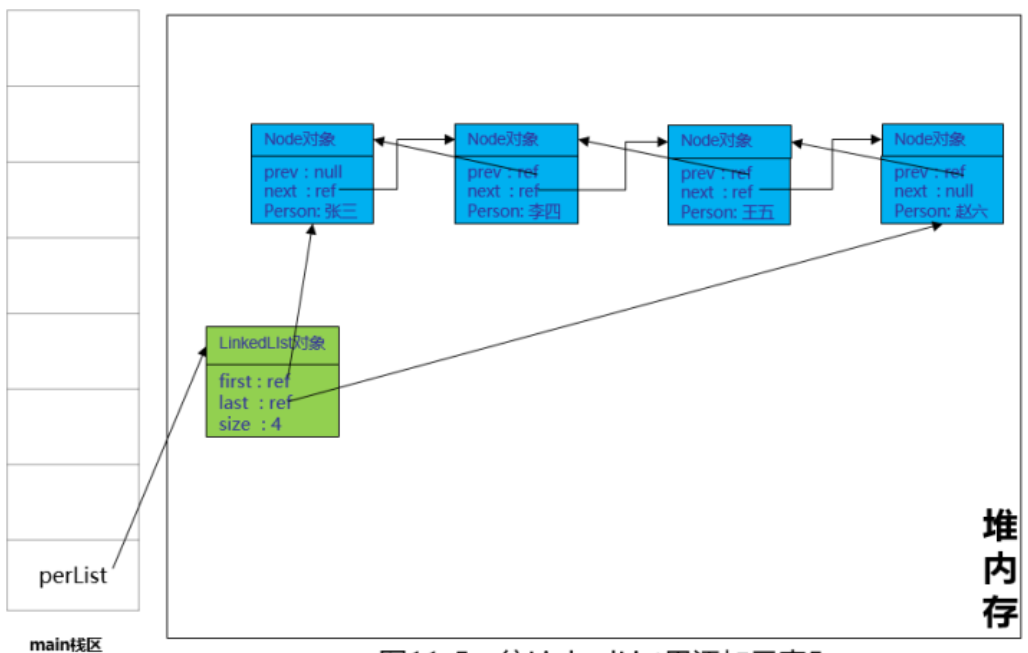 Node对象
prev : null
next : ref
Person: 张三
Node对象
prev : ref
next : ref
Person: 李四
Node对象
prev : ref
next : ref
Person: 王五
Node对象
prev : ref
next : null
Person: 赵六
LinkedLIst对象
first : ref
last : ref
size : 4
perList
main栈区
堆
内
存